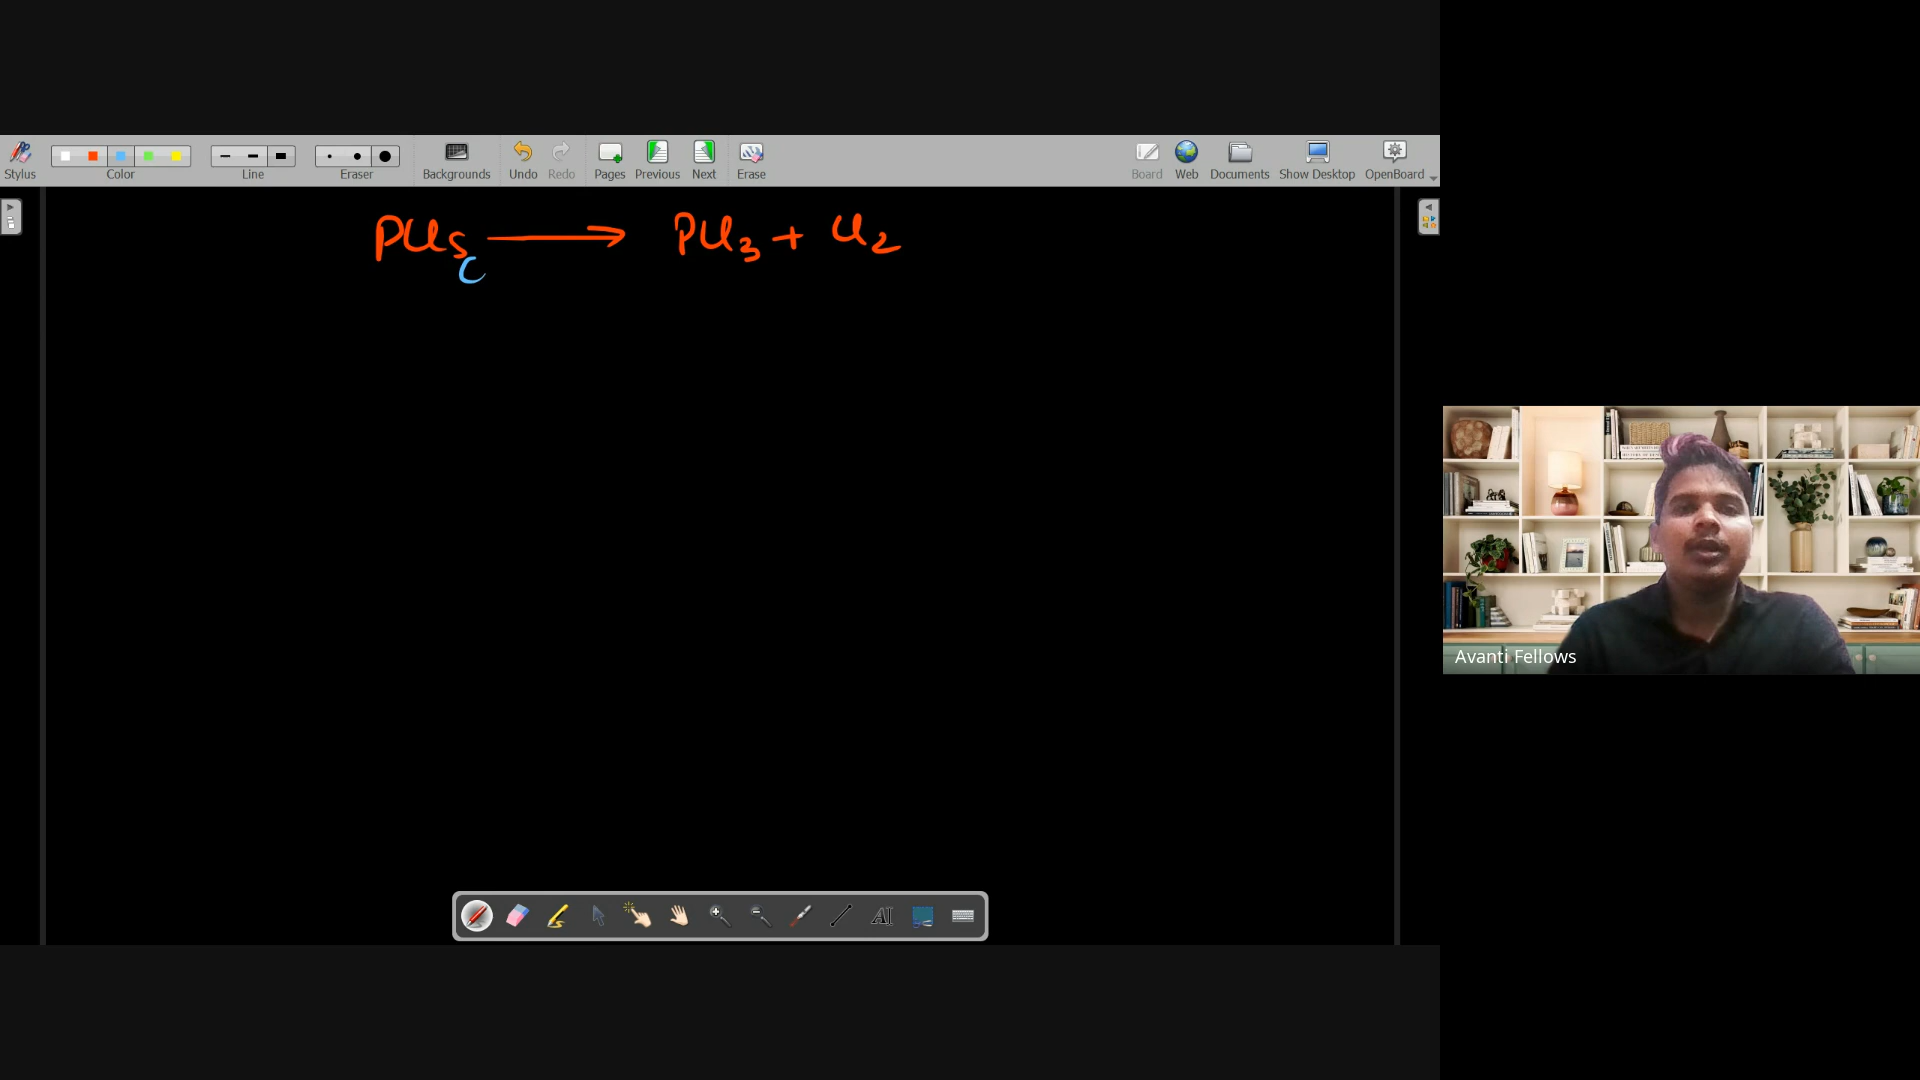 Stylus Color Line Eraser Backgrounds Undo Redo Pages Previous Next Erase Board Web Documents Show Desktop OpenBoard
PCl5 ⟶ PCl3 + Cl2
C
Avanti Fellows